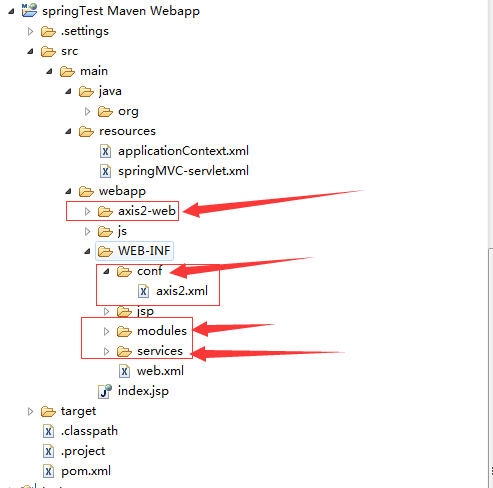 springTest Maven Webapp
.settings
src
main
java
org
resources
applicationContext.xml
springMVC-servlet.xml
webapp
axis2-web
js
WEB-INF
conf
axis2.xml
jsp
modules
services
web.xml
index.jsp
target
.classpath
.project
pom.xml